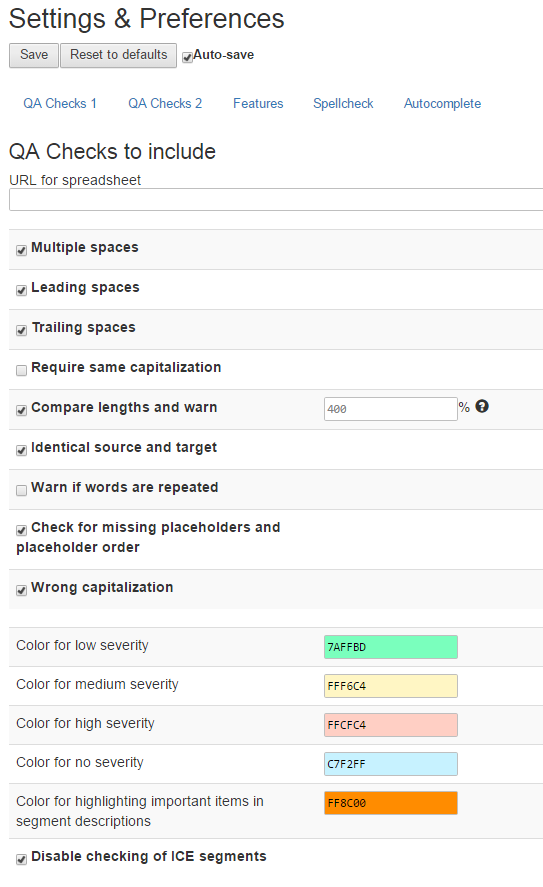 Settings & Preferences
Save Reset to defaults Auto-save
QA Checks 1 QA Checks 2 Features Spellcheck Autocomplete
QA Checks to include
URL for spreadsheet
Multiple spaces
Leading spaces
Trailing spaces
Require same capitalization
Compare lengths and warn 400 % ?
Identical source and target
Warn if words are repeated
Check for missing placeholders and
placeholder order
Wrong capitalization
Color for low severity 7AFFBD
Color for medium severity FFF6C4
Color for high severity FFCFC4
Color for no severity C7F2FF
Color for highlighting important items in FF8C00
segment descriptions
Disable checking of ICE segments